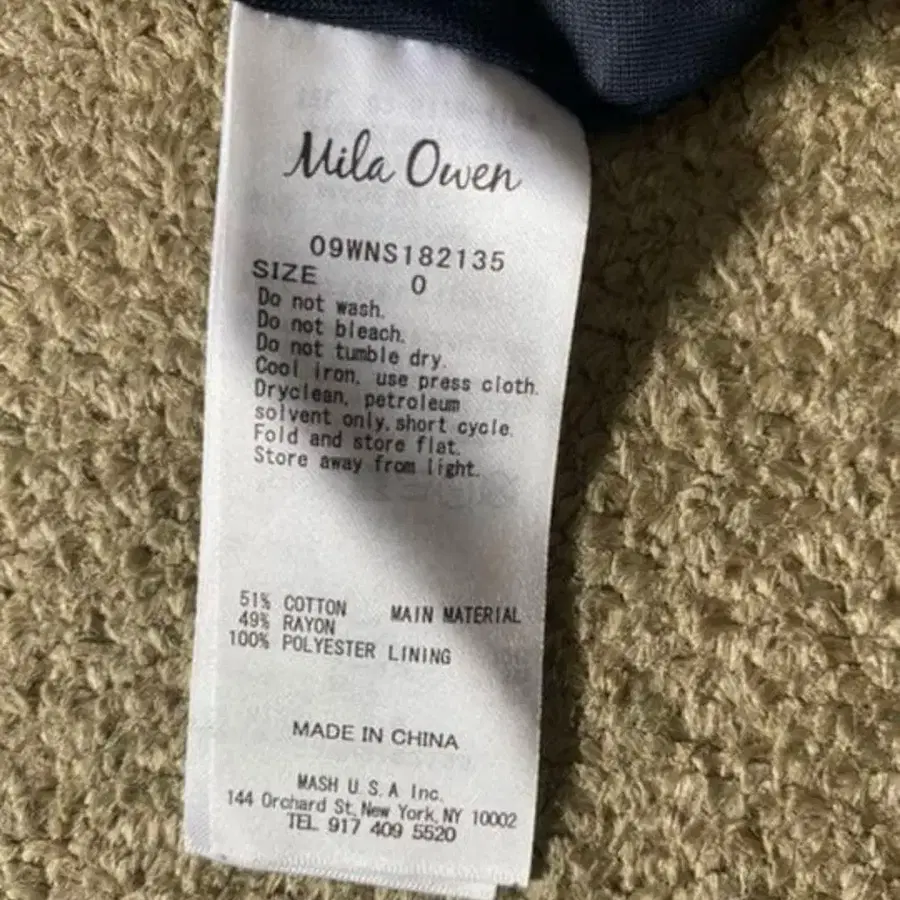 Mila Owen
09WNS182135
SIZE 0
Do not wash.
Do not bleach.
Do not tumble dry.
Cool iron, use press cloth.
Dryclean, petroleum
solvent only, short cycle.
Fold and store flat.
Store away from light.
51% COTTON MAIN MATERIAL
49% RAYON
100% POLYESTER LINING
MADE IN CHINA
MASH U.S.A Inc.
144 Orchard St, New York, NY 10002
TEL 917 409 5520